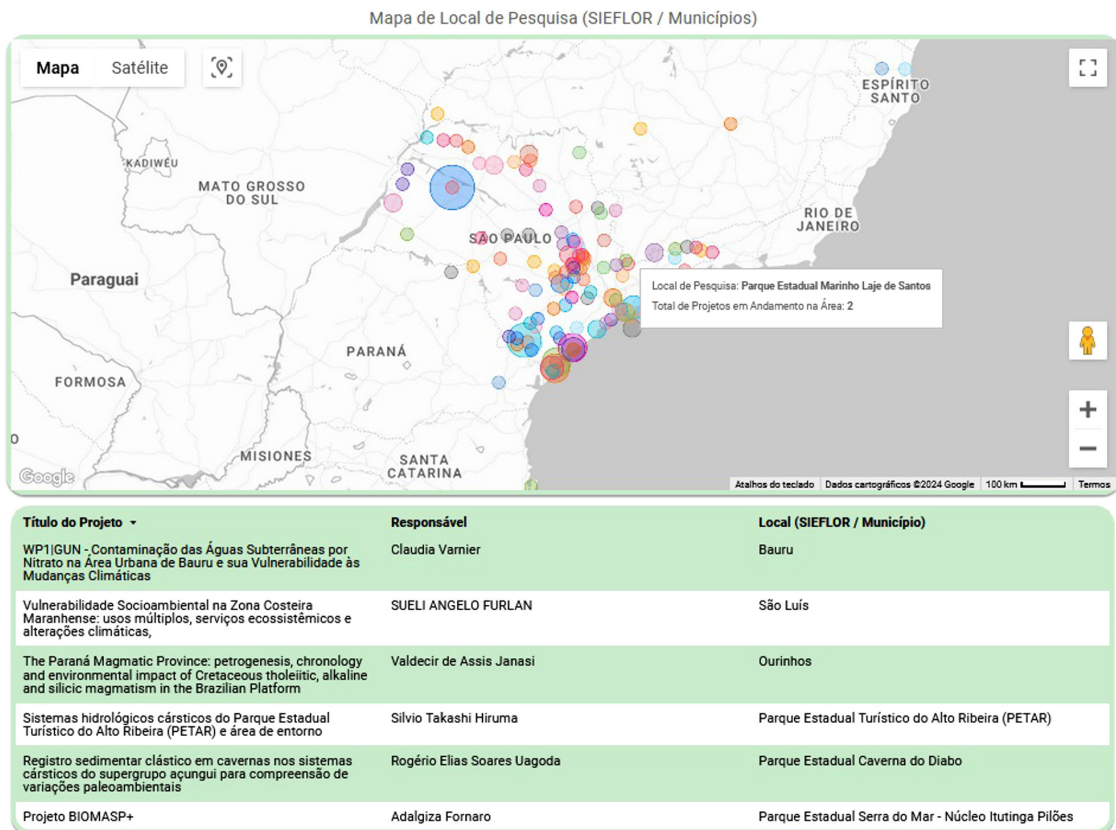 Mapa de Local de Pesquisa (SIEFLOR / Municípios)
Mapa Satélite
ESPÍRITO
SANTO
KADIWÉU
MATO GROSSO
DO SUL
RIO DE
JANEIRO
SÃO PAULO
Paraguai
Local de Pesquisa: Parque Estadual Marinho Laje de Santos
Total de Projetos em Andamento na Área: 2
PARANÁ
FORMOSA
O
MISIONES
SANTA
CATARINA
Google
Atalhos do teclado Dados cartográficos ©2024 Google 100 km Termos
Título do Projeto Responsável Local (SIEFLOR / Município)
WP1|GUN - Contaminação das Águas Subterrâneas por
Nitrato na Área Urbana de Bauru e sua Vulnerabilidade às
Mudanças Climáticas
Claudia Varnier
Bauru
Vulnerabilidade Socioambiental na Zona Costeira
Maranhense: usos múltiplos, serviços ecossistêmicos e
alterações climáticas,
SUELI ANGELO FURLAN
São Luís
The Paraná Magmatic Province: petrogenesis, chronology
and environmental impact of Cretaceous tholeiitic, alkaline
and silicic magmatism in the Brazilian Platform
Valdecir de Assis Janasi
Ourinhos
Sistemas hidrológicos cársticos do Parque Estadual
Turístico do Alto Ribeira (PETAR) e área de entorno
Silvio Takashi Hiruma
Parque Estadual Turístico do Alto Ribeira (PETAR)
Registro sedimentar clástico em cavernas nos sistemas
cársticos do supergrupo açungui para compreensão de
variações paleoambientais
Rogério Elias Soares Uagoda
Parque Estadual Caverna do Diabo
Projeto BIOMASP+
Adalgiza Fornaro
Parque Estadual Serra do Mar - Núcleo Itutinga Pilões